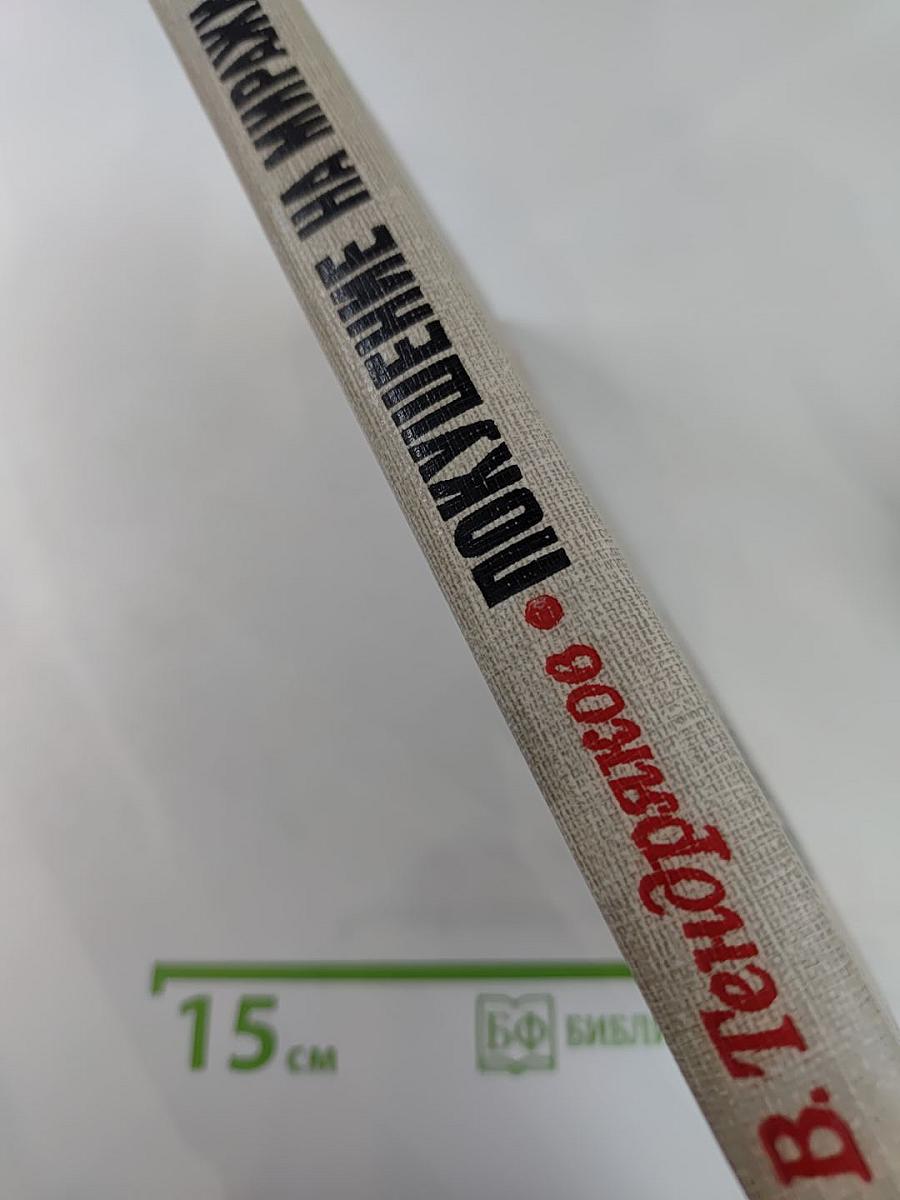 В. Тендряков • ПОКУШЕНИЕ НА МИРАЖИ
15 см
БФ